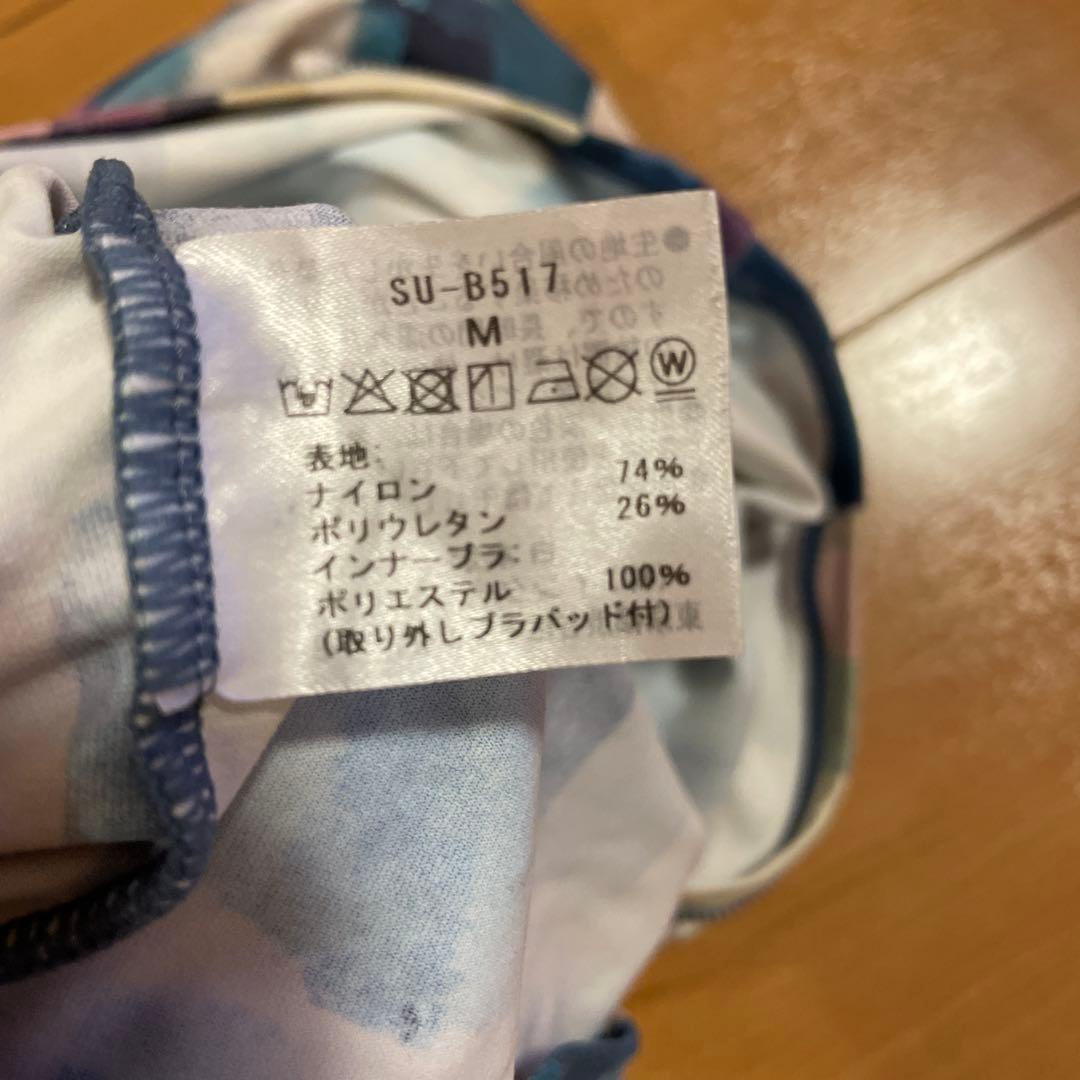 SU-B517
M
W
表地:
ナイロン 74%
ポリウレタン 26%
インナーブラ:
ポリエステル 100%
(取り外しブラパッド付)